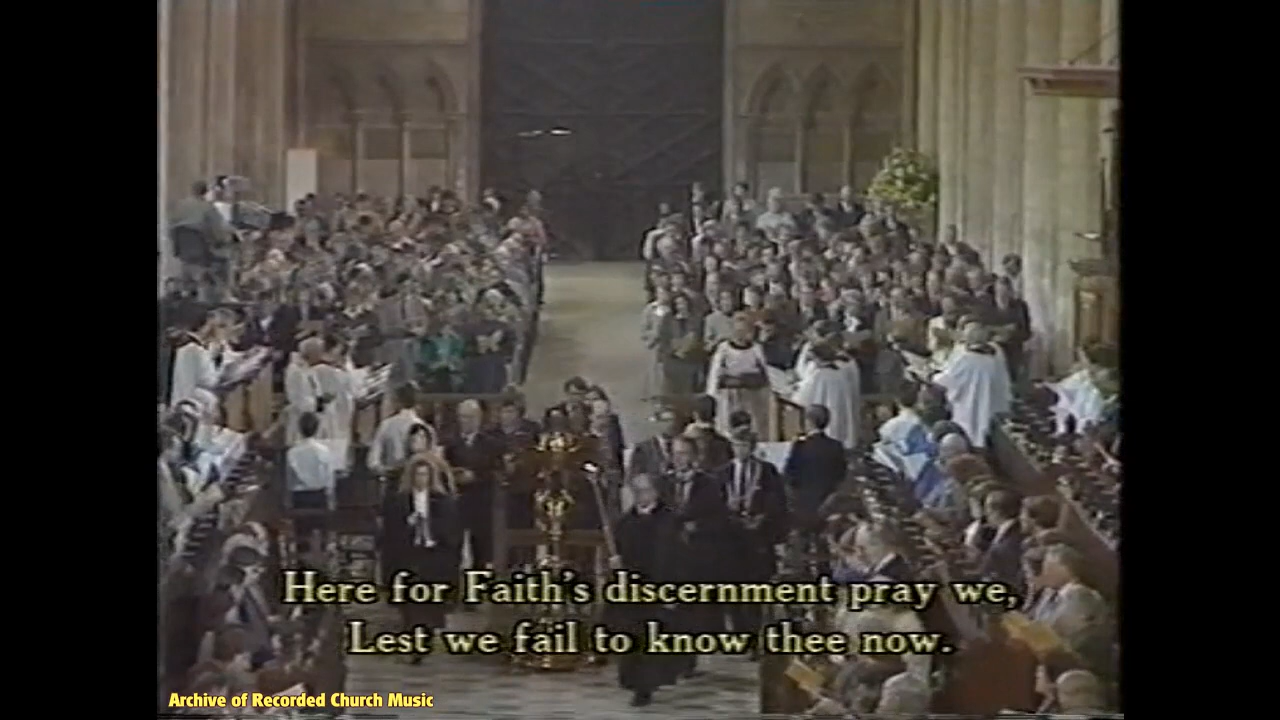 Here for Faith's discernment pray we,
Lest we fail to know thee now.
Archive of Recorded Church Music